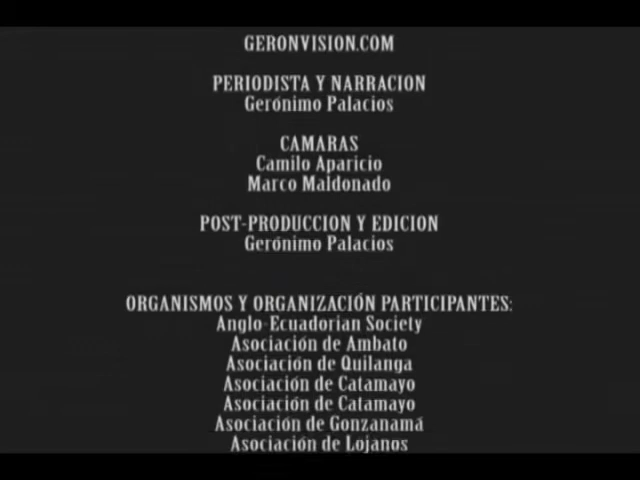 GERONVISION.COM
PERIODISTA Y NARRACION
Gerónimo Palacios
CAMARAS
Camilo Aparicio
Marco Maldonado
POST-PRODUCCION Y EDICION
Gerónimo Palacios
ORGANISMOS Y ORGANIZACIÓN PARTICIPANTES:
Anglo-Ecuadorian Society
Asociación de Ambato
Asociación de Quilanga
Asociación de Catamayo
Asociación de Catamayo
Asociación de Gonzanamá
Asociación de Lojanos